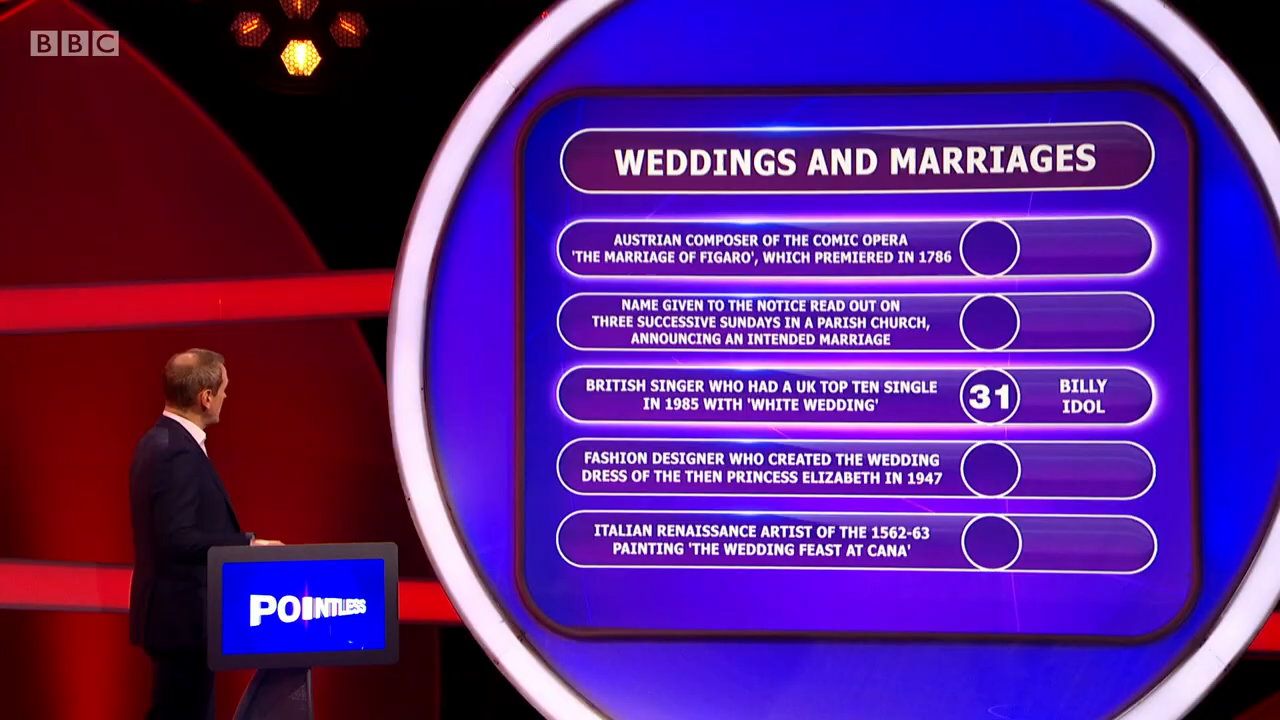 BBC
WEDDINGS AND MARRIAGES
AUSTRIAN COMPOSER OF THE COMIC OPERA
'THE MARRIAGE OF FIGARO', WHICH PREMIERED IN 1786
NAME GIVEN TO THE NOTICE READ OUT ON
THREE SUCCESSIVE SUNDAYS IN A PARISH CHURCH,
ANNOUNCING AN INTENDED MARRIAGE
BRITISH SINGER WHO HAD A UK TOP TEN SINGLE
IN 1985 WITH 'WHITE WEDDING'
31
BILLY
IDOL
FASHION DESIGNER WHO CREATED THE WEDDING
DRESS OF THE THEN PRINCESS ELIZABETH IN 1947
ITALIAN RENAISSANCE ARTIST OF THE 1562-63
PAINTING 'THE WEDDING FEAST AT CANA'
POINTLESS